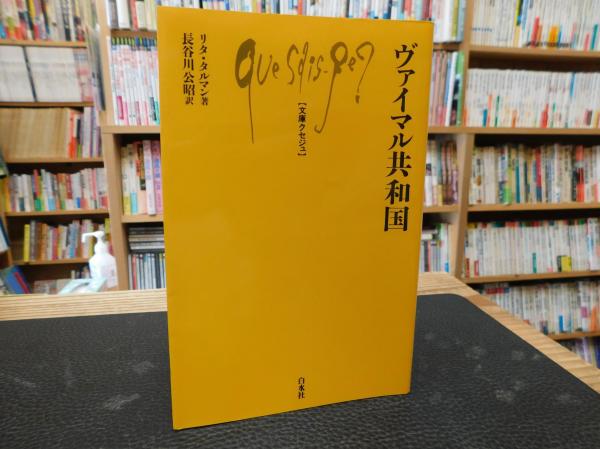 ヴァイマル共和国
リタ・タルマン著
長谷川公昭訳
Que sais-je?
【文庫クセジュ】
白水社